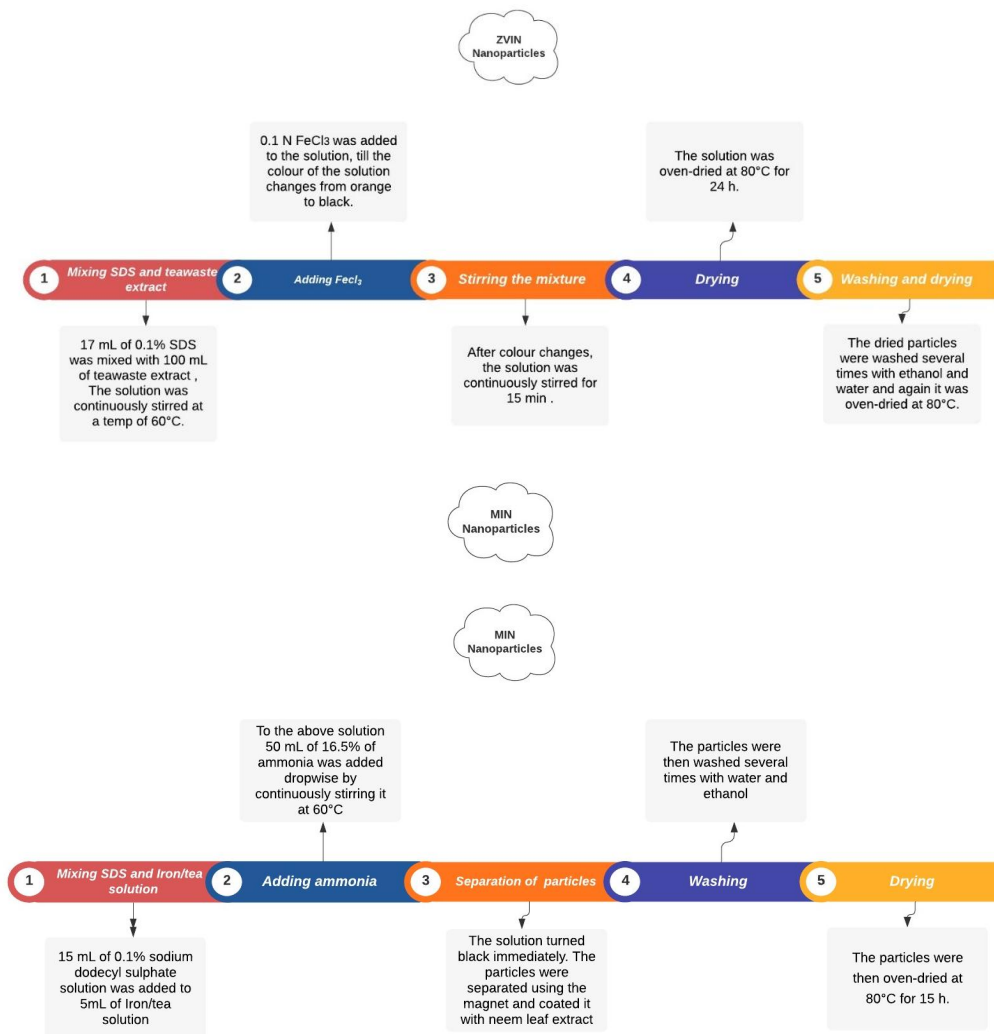 ZVIN
Nanoparticles
0.1 N FeCl₃ was added
to the solution, till the
colour of the solution
changes from orange
to black.
The solution was
oven-dried at 80°C for
24 h.
1
Mixing SDS and teawaste
extract
2
Adding Fecl₃
3
Stirring the mixture
4
Drying
5
Washing and drying
17 mL of 0.1% SDS
was mixed with 100 mL
of teawaste extract ,
The solution was
continuously stirred at
a temp of 60°C.
After colour changes,
the solution was
continuously stirred for
15 min .
The dried particles
were washed several
times with ethanol and
water and again it was
oven-dried at 80°C.
MIN
Nanoparticles
MIN
Nanoparticles
To the above solution
50 mL of 16.5% of
ammonia was added
dropwise by
continuously stirring it
at 60°C
The particles were
then washed several
times with water and
ethanol
1
Mixing SDS and Iron/tea
solution
2
Adding ammonia
3
Separation of particles
4
Washing
5
Drying
15 mL of 0.1% sodium
dodecyl sulphate
solution was added to
5mL of Iron/tea
solution
The solution turned
black immediately. The
particles were
separated using the
magnet and coated it
with neem leaf extract
The particles were
then oven-dried at
80°C for 15 h.